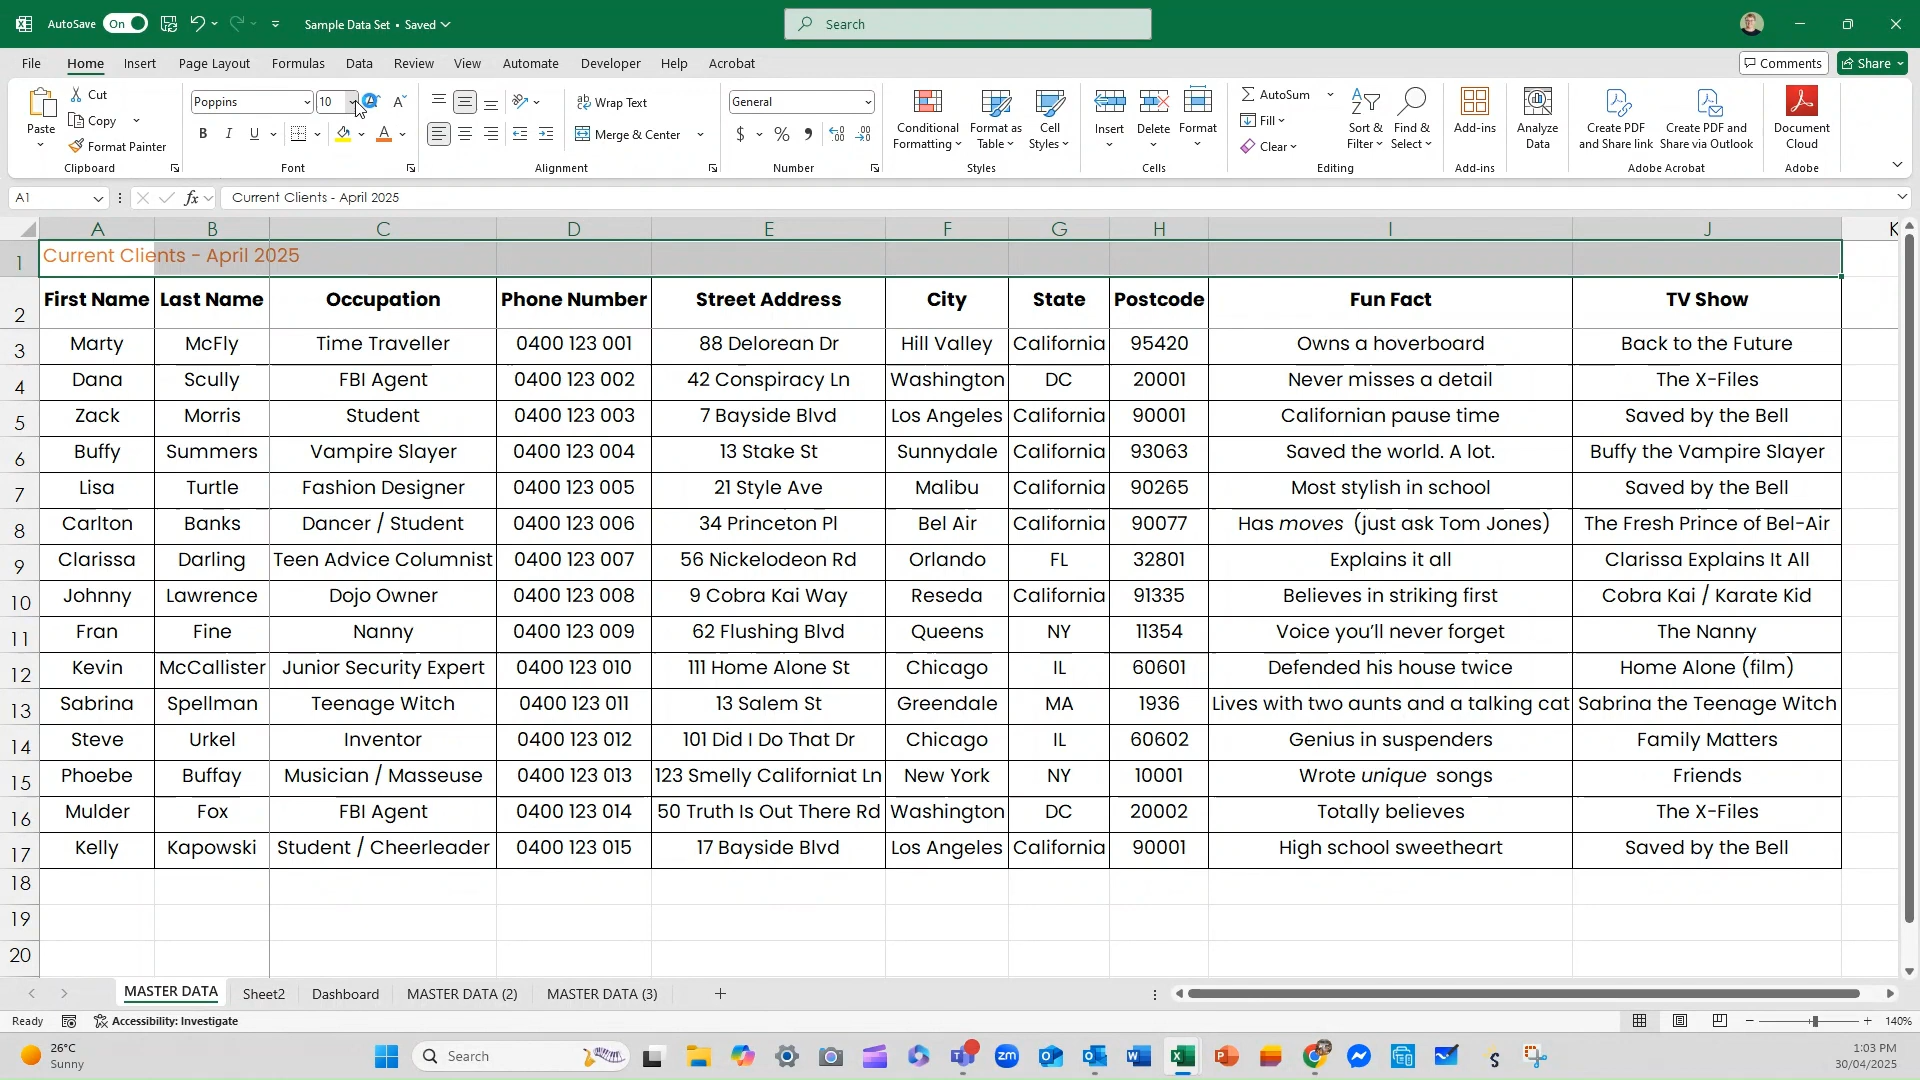 AutoSave On Sample Data Set • Saved Search
File Home Insert Page Layout Formulas Data Review View Automate Developer Help Acrobat Comments Share
Paste Cut Copy Format Painter Clipboard
Poppins 10 B I U A Font
Wrap Text Merge & Center Alignment
General $ % Number
Conditional Formatting Format as Table Cell Styles Styles
Insert Delete Format Cells
AutoSum Fill Clear Sort & Filter Find & Select Editing
Add-ins Add-ins
Analyze Data
Create PDF and Share link Create PDF and Share via Outlook Adobe Acrobat
Document Cloud Adobe
A1 fx Current Clients - April 2025
A B C D E F G H I J K
1 Current Clients - April 2025
2 First Name Last Name Occupation Phone Number Street Address City State Postcode Fun Fact TV Show
3 Marty McFly Time Traveller 0400 123 001 88 Delorean Dr Hill Valley California 95420 Owns a hoverboard Back to the Future
4 Dana Scully FBI Agent 0400 123 002 42 Conspiracy Ln Washington DC 20001 Never misses a detail The X-Files
5 Zack Morris Student 0400 123 003 7 Bayside Blvd Los Angeles California 90001 Californian pause time Saved by the Bell
6 Buffy Summers Vampire Slayer 0400 123 004 13 Stake St Sunnydale California 93063 Saved the world. A lot. Buffy the Vampire Slayer
7 Lisa Turtle Fashion Designer 0400 123 005 21 Style Ave Malibu California 90265 Most stylish in school Saved by the Bell
8 Carlton Banks Dancer / Student 0400 123 006 34 Princeton Pl Bel Air California 90077 Has moves (just ask Tom Jones) The Fresh Prince of Bel-Air
9 Clarissa Darling Teen Advice Columnist 0400 123 007 56 Nickelodeon Rd Orlando FL 32801 Explains it all Clarissa Explains It All
10 Johnny Lawrence Dojo Owner 0400 123 008 9 Cobra Kai Way Reseda California 91335 Believes in striking first Cobra Kai / Karate Kid
11 Fran Fine Nanny 0400 123 009 62 Flushing Blvd Queens NY 11354 Voice you’ll never forget The Nanny
12 Kevin McCallister Junior Security Expert 0400 123 010 111 Home Alone St Chicago IL 60601 Defended his house twice Home Alone (film)
13 Sabrina Spellman Teenage Witch 0400 123 011 13 Salem St Greendale MA 1936 Lives with two aunts and a talking cat Sabrina the Teenage Witch
14 Steve Urkel Inventor 0400 123 012 101 Did I Do That Dr Chicago IL 60602 Genius in suspenders Family Matters
15 Phoebe Buffay Musician / Masseuse 0400 123 013 123 Smelly Californiat Ln New York NY 10001 Wrote unique songs Friends
16 Mulder Fox FBI Agent 0400 123 014 50 Truth Is Out There Rd Washington DC 20002 Totally believes The X-Files
17 Kelly Kapowski Student / Cheerleader 0400 123 015 17 Bayside Blvd Los Angeles California 90001 High school sweetheart Saved by the Bell
18
19
20
MASTER DATA Sheet2 Dashboard MASTER DATA (2) MASTER DATA (3)
Ready Accessibility: Investigate 140%
26°C
Sunny
Search
zm
1:03 PM
30/04/2025